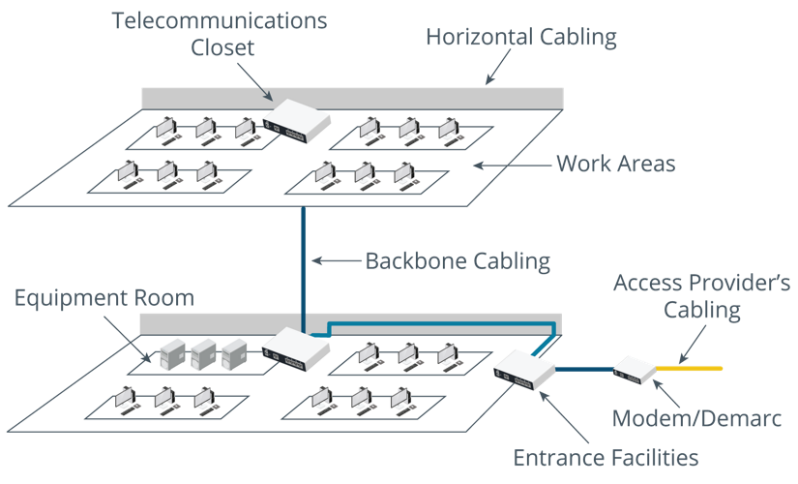 Telecommunications
Closet
Horizontal Cabling
Work Areas
Backbone Cabling
Equipment Room
Access Provider’s
Cabling
Modem/Demarc
Entrance Facilities